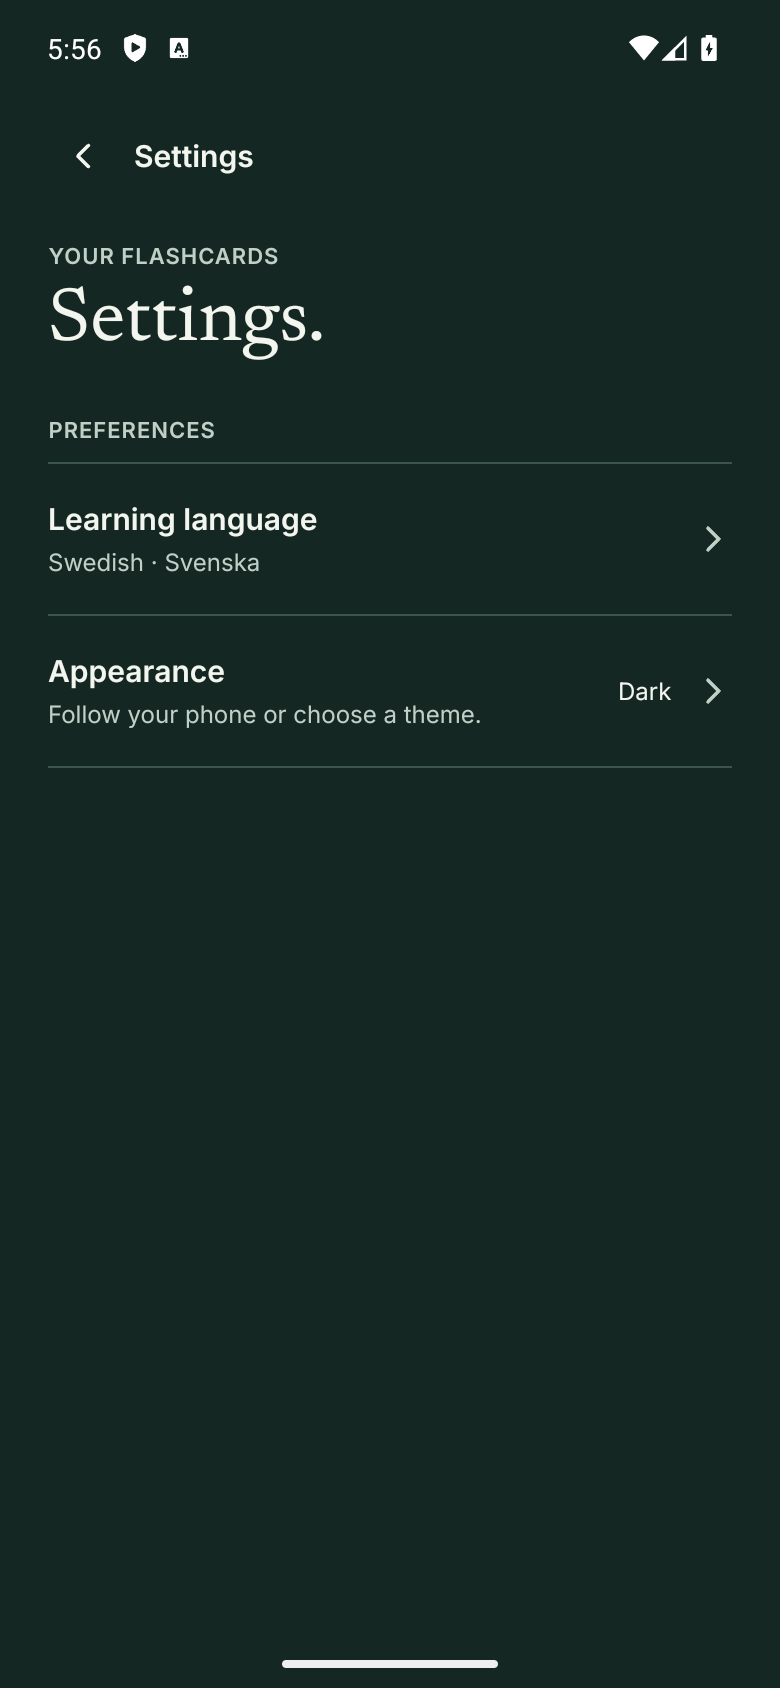 5:56
Settings
YOUR FLASHCARDS
Settings.
PREFERENCES
Learning language
Swedish · Svenska
Appearance
Follow your phone or choose a theme.
Dark